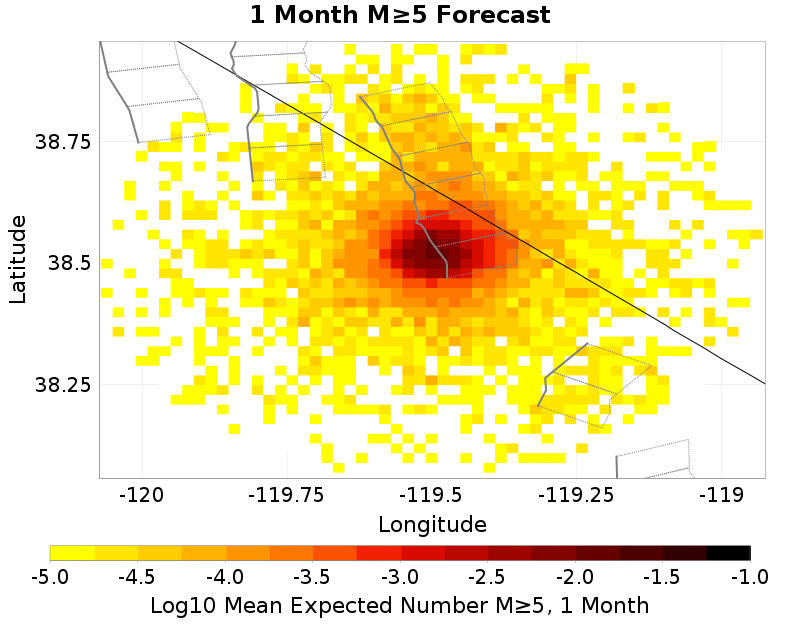 1 Month M≥5 Forecast
38.75
38.5
38.25
Latitude
-120 -119.75 -119.5 -119.25 -119
Longitude
-5.0 -4.5 -4.0 -3.5 -3.0 -2.5 -2.0 -1.5 -1.0
Log10 Mean Expected Number M≥5, 1 Month